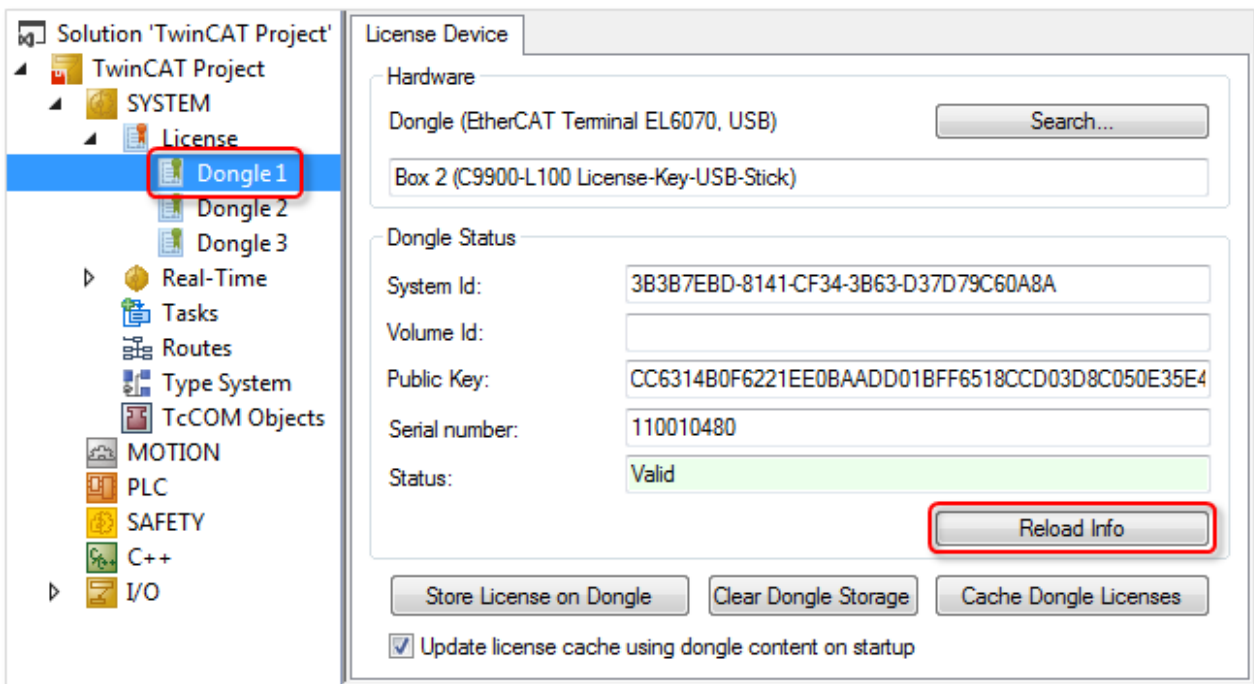 Solution 'TwinCAT Project'
TwinCAT Project
SYSTEM
License
Dongle 1
Dongle 2
Dongle 3
Real-Time
Tasks
Routes
Type System
TcCOM Objects
MOTION
PLC
SAFETY
C++
I/O
License Device
Hardware
Dongle (EtherCAT Terminal EL6070, USB)
Search...
Box 2 (C9900-L100 License-Key-USB-Stick)
Dongle Status
System Id: 3B3B7EBD-8141-CF34-3B63-D37D79C60A8A
Volume Id:
Public Key: CC6314B0F6221EE0BAADD01BFF6518CCD03D8C050E35E4
Serial number: 110010480
Status: Valid
Reload Info
Store License on Dongle Clear Dongle Storage Cache Dongle Licenses
Update license cache using dongle content on startup